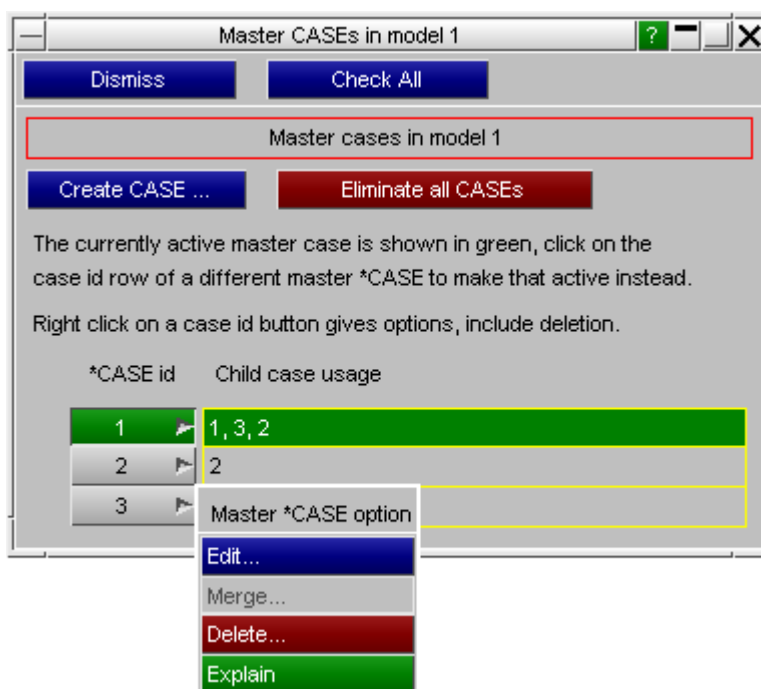 Master CASEs in model 1 ?
Dismiss Check All
Master cases in model 1
Create CASE ... Eliminate all CASEs
The currently active master case is shown in green, click on the
case id row of a different master *CASE to make that active instead.
Right click on a case id button gives options, include deletion.
*CASE id Child case usage
1 1, 3, 2
2 2
3
Master *CASE option
Edit...
Merge...
Delete...
Explain